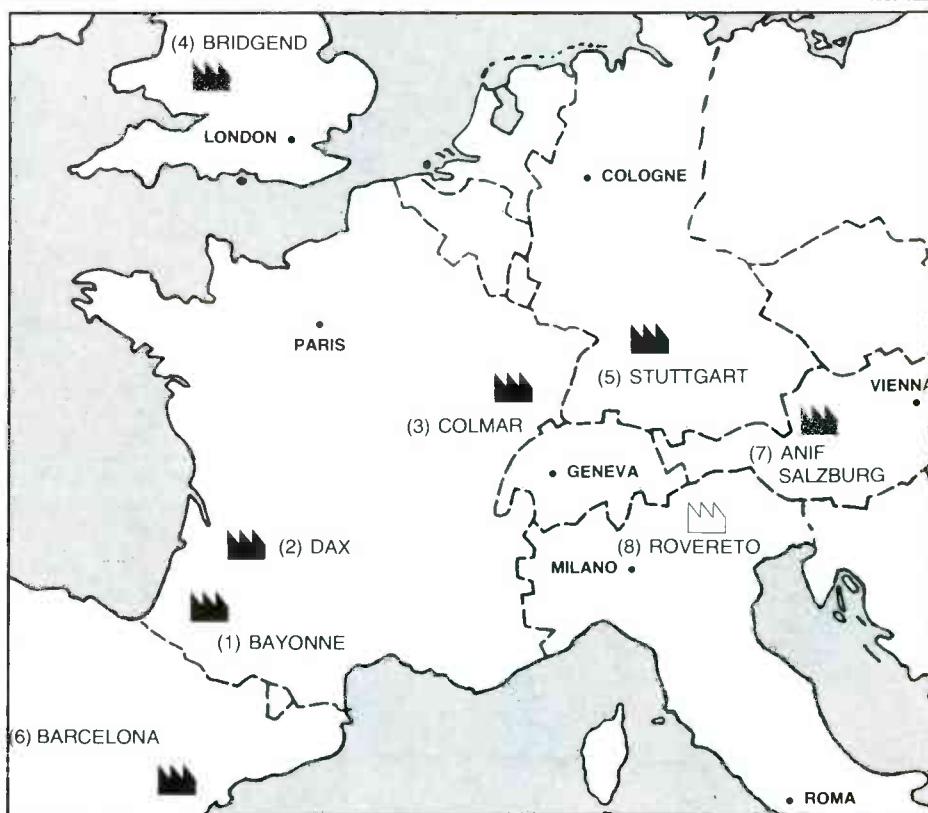 (4) BRIDGEND
LONDON
COLOGNE
PARIS
(5) STUTTGART
VIENNA
(3) COLMAR
(7) ANIF
SALZBURG
GENEVA
(2) DAX
(8) ROVERETO
MILANO
(1) BAYONNE
(6) BARCELONA
ROMA